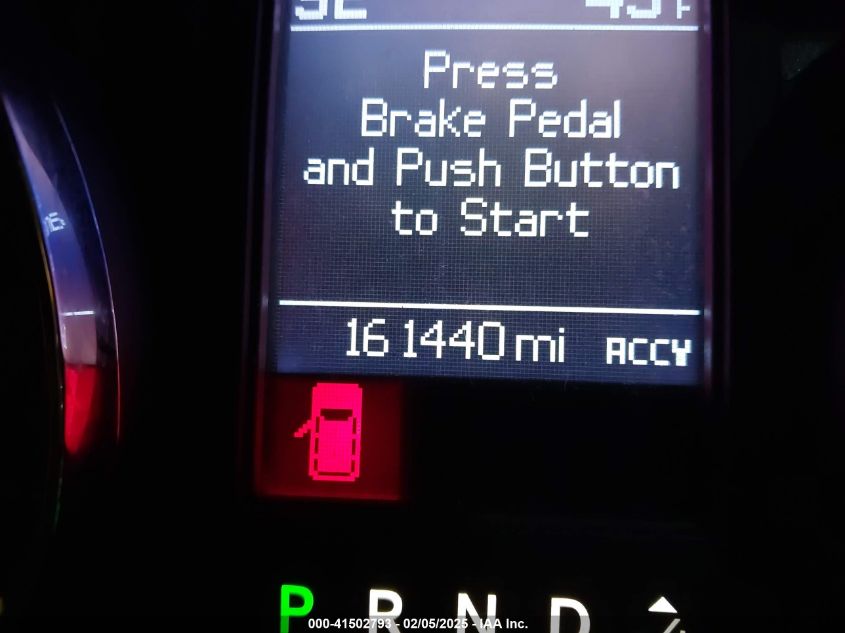 Press
Brake Pedal
and Push Button
to Start
161440 mi ACCY
P R N D
000-41502793 - 02/05/2025 - IAA Inc.